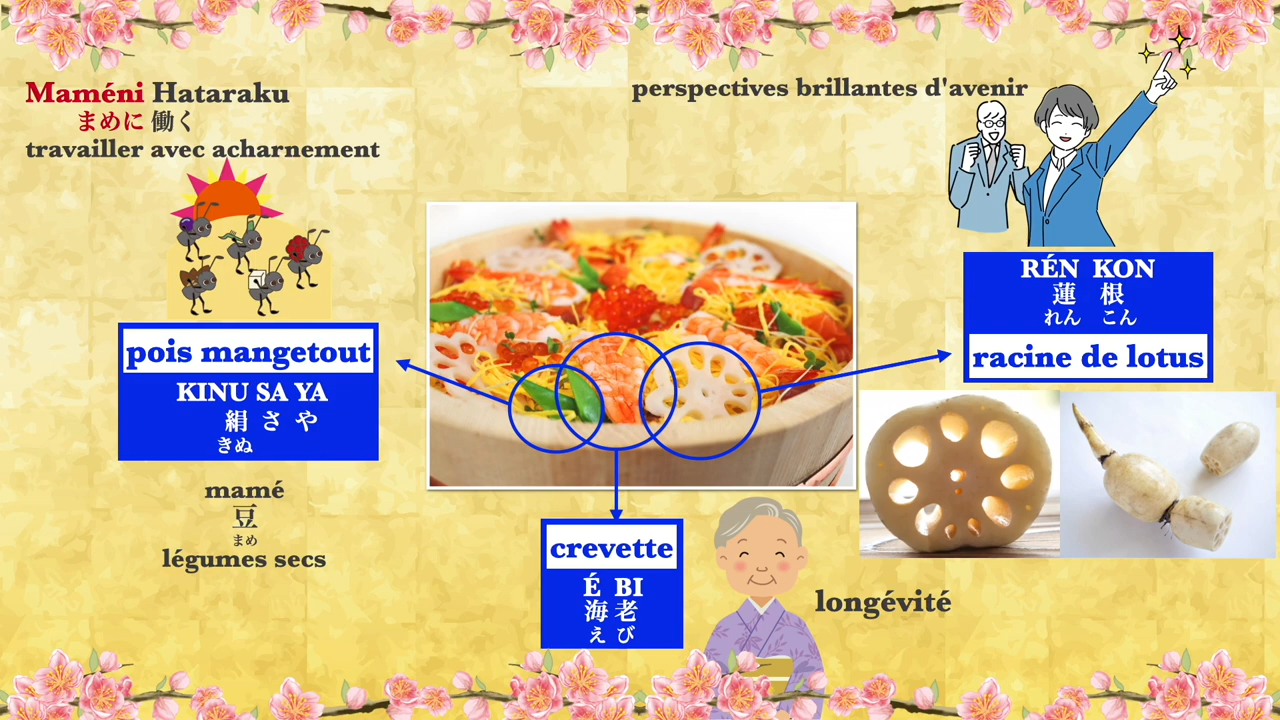 Maméni Hataraku
まめに 働く
travailler avec acharnement
pois mangetout
KINU SA YA
絹 さ や
きぬ
mamé
豆
まめ
légumes secs
crevette
É BI
海 老
え び
longévité
perspectives brillantes d'avenir
RÉN KON
蓮 根
れん こん
racine de lotus